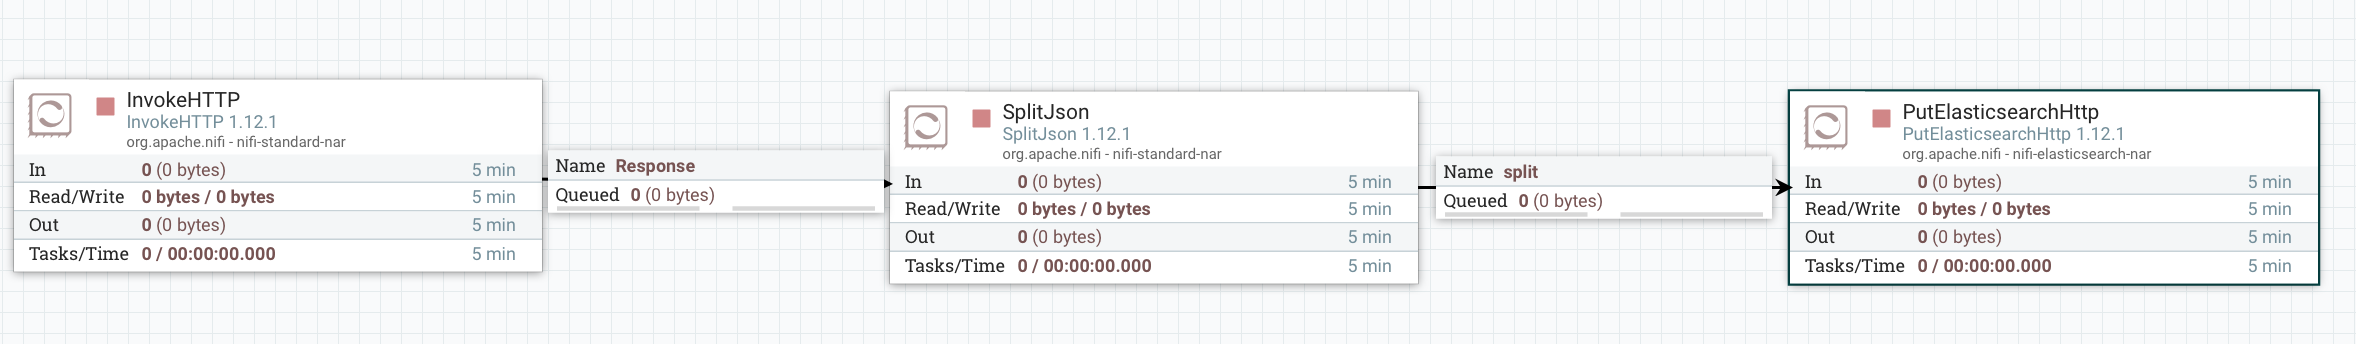 InvokeHTTP
InvokeHTTP 1.12.1
org.apache.nifi - nifi-standard-nar
In 0 (0 bytes) 5 min
Read/Write 0 bytes / 0 bytes 5 min
Out 0 (0 bytes) 5 min
Tasks/Time 0 / 00:00:00.000 5 min
Name Response
Queued 0 (0 bytes)
SplitJson
SplitJson 1.12.1
org.apache.nifi - nifi-standard-nar
In 0 (0 bytes) 5 min
Read/Write 0 bytes / 0 bytes 5 min
Out 0 (0 bytes) 5 min
Tasks/Time 0 / 00:00:00.000 5 min
Name split
Queued 0 (0 bytes)
PutElasticsearchHttp
PutElasticsearchHttp 1.12.1
org.apache.nifi - nifi-elasticsearch-nar
In 0 (0 bytes) 5 min
Read/Write 0 bytes / 0 bytes 5 min
Out 0 (0 bytes) 5 min
Tasks/Time 0 / 00:00:00.000 5 min